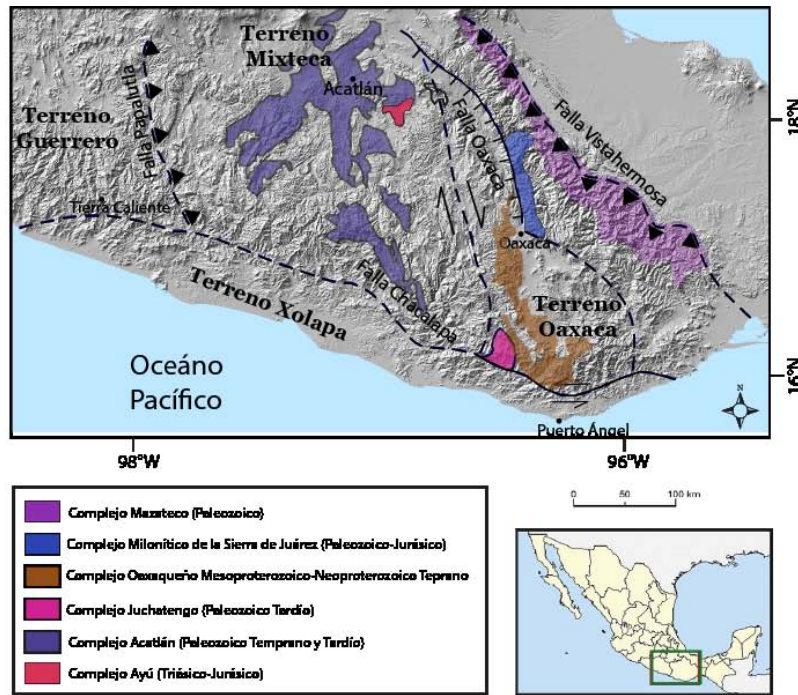 Terreno
Mixteca
Acatlán
Terreno
Guerrero
Falla Papalutla
Tierra Caliente
Falla Oaxaca
Falla Vistahermosa
Oaxaca
Terreno
Oaxaca
Falla Chacalapa
Terreno Xolapa
Océano
Pacífico
Puerto Ángel
N
18°N
16°N
98°W
96°W
Complejo Mazateco (Paleozoico)
Complejo Milonítico de la Sierra de Juárez (Paleozoico-Jurásico)
Complejo Oaxaqueño Mesoproterozoico-Neoproterozoico Teprano
Complejo Juchatengo (Paleozoico Tardío)
Complejo Acatlán (Paleozoico Temprano y Tardío)
Complejo Ayú (Triásico-Jurásico)
0 50 100 km